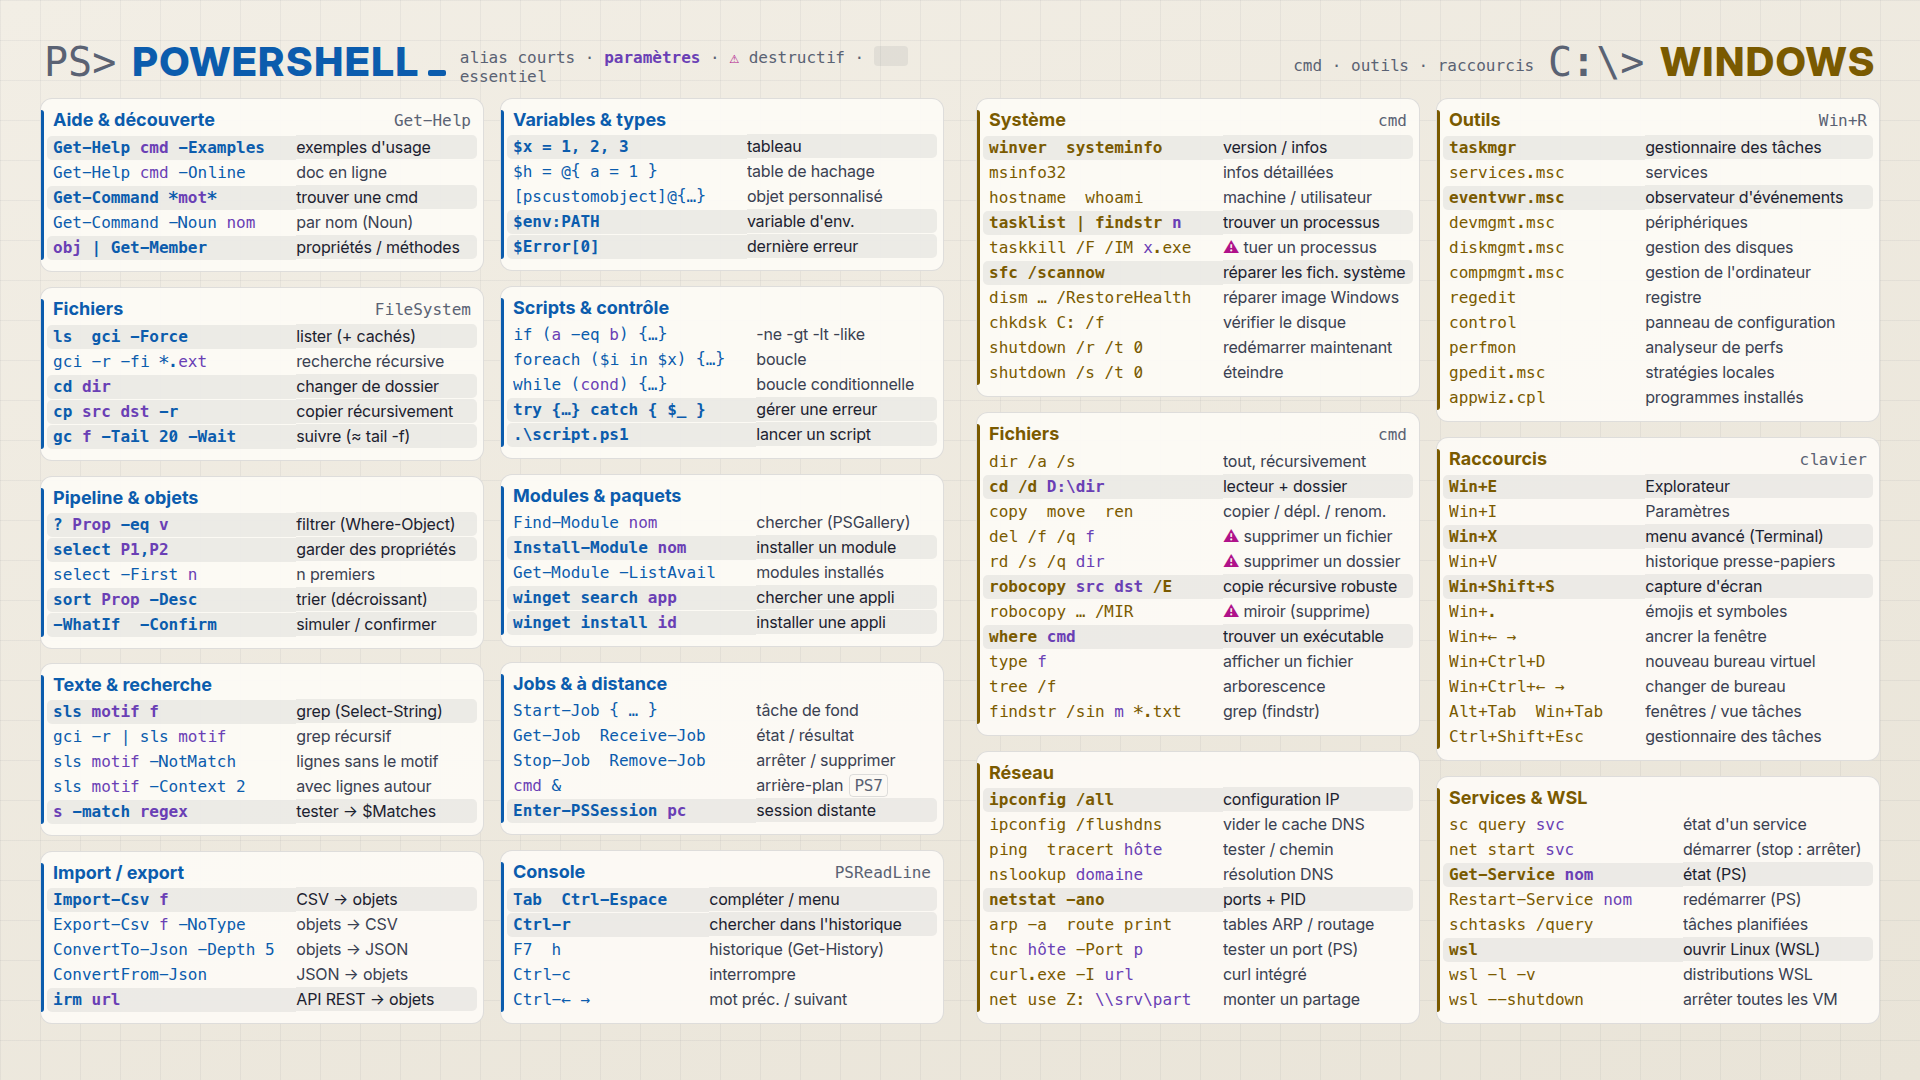 PS> POWERSHELL_
alias courts · paramètres · ⚠ destructif ·
essentiel
Aide & découverte Get-Help
Get-Help cmd -Examples exemples d'usage
Get-Help cmd -Online doc en ligne
Get-Command *mot* trouver une cmd
Get-Command -Noun nom par nom (Noun)
obj | Get-Member propriétés / méthodes
Fichiers FileSystem
ls gci -Force lister (+ cachés)
gci -r -fi *.ext recherche récursive
cd dir changer de dossier
cp src dst -r copier récursivement
gc f -Tail 20 -Wait suivre (≈ tail -f)
Pipeline & objets
? Prop -eq v filtrer (Where-Object)
select P1,P2 garder des propriétés
select -First n n premiers
sort Prop -Desc trier (décroissant)
-WhatIf -Confirm simuler / confirmer
Texte & recherche
sls motif f grep (Select-String)
gci -r | sls motif grep récursif
sls motif -NotMatch lignes sans le motif
sls motif -Context 2 avec lignes autour
s -match regex tester → $Matches
Import / export
Import-Csv f CSV → objets
Export-Csv f -NoType objets → CSV
ConvertTo-Json -Depth 5 objets → JSON
ConvertFrom-Json JSON → objets
irm url API REST → objets
Variables & types
$x = 1, 2, 3 tableau
$h = @{ a = 1 } table de hachage
[pscustomobject]@{…} objet personnalisé
$env:PATH variable d'env.
$Error[0] dernière erreur
Scripts & contrôle
if (a -eq b) {…} -ne -gt -lt -like
foreach ($i in $x) {…} boucle
while (cond) {…} boucle conditionnelle
try {…} catch { $_ } gérer une erreur
.\script.ps1 lancer un script
Modules & paquets
Find-Module nom chercher (PSGallery)
Install-Module nom installer un module
Get-Module -ListAvail modules installés
winget search app chercher une appli
winget install id installer une appli
Jobs & à distance
Start-Job { … } tâche de fond
Get-Job Receive-Job état / résultat
Stop-Job Remove-Job arrêter / supprimer
cmd & arrière-plan PS7
Enter-PSSession pc session distante
Console PSReadLine
Tab Ctrl-Espace compléter / menu
Ctrl-r chercher dans l'historique
F7 h historique (Get-History)
Ctrl-c interrompre
Ctrl-← → mot préc. / suivant
cmd · outils · raccourcis C:\> WINDOWS
Système cmd
winver systeminfo version / infos
msinfo32 infos détaillées
hostname whoami machine / utilisateur
tasklist | findstr n trouver un processus
taskkill /F /IM x.exe ⚠ tuer un processus
sfc /scannow réparer les fich. système
dism … /RestoreHealth réparer image Windows
chkdsk C: /f vérifier le disque
shutdown /r /t 0 redémarrer maintenant
shutdown /s /t 0 éteindre
Fichiers cmd
dir /a /s tout, récursivement
cd /d D:\dir lecteur + dossier
copy move ren copier / dépl. / renom.
del /f /q f ⚠ supprimer un fichier
rd /s /q dir ⚠ supprimer un dossier
robocopy src dst /E copie récursive robuste
robocopy … /MIR ⚠ miroir (supprime)
where cmd trouver un exécutable
type f afficher un fichier
tree /f arborescence
findstr /sin m *.txt grep (findstr)
Réseau
ipconfig /all configuration IP
ipconfig /flushdns vider le cache DNS
ping tracert hôte tester / chemin
nslookup domaine résolution DNS
netstat -ano ports + PID
arp -a route print tables ARP / routage
tnc hôte -Port p tester un port (PS)
curl.exe -I url curl intégré
net use Z: \\srv\part monter un partage
Outils Win+R
taskmgr gestionnaire des tâches
services.msc services
eventvwr.msc observateur d'événements
devmgmt.msc périphériques
diskmgmt.msc gestion des disques
compmgmt.msc gestion de l'ordinateur
regedit registre
control panneau de configuration
perfmon analyseur de perfs
gpedit.msc stratégies locales
appwiz.cpl programmes installés
Raccourcis clavier
Win+E Explorateur
Win+I Paramètres
Win+X menu avancé (Terminal)
Win+V historique presse-papiers
Win+Shift+S capture d'écran
Win+. émojis et symboles
Win+← → ancrer la fenêtre
Win+Ctrl+D nouveau bureau virtuel
Win+Ctrl+← → changer de bureau
Alt+Tab Win+Tab fenêtres / vue tâches
Ctrl+Shift+Esc gestionnaire des tâches
Services & WSL
sc query svc état d'un service
net start svc démarrer (stop : arrêter)
Get-Service nom état (PS)
Restart-Service nom redémarrer (PS)
schtasks /query tâches planifiées
wsl ouvrir Linux (WSL)
wsl -l -v distributions WSL
wsl --shutdown arrêter toutes les VM